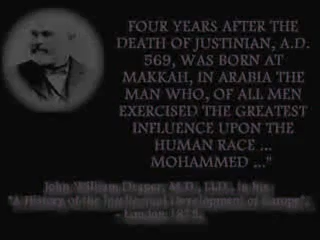 FOUR YEARS AFTER THE
DEATH OF JUSTINIAN, A.D.
569, WAS BORN AT
MAKKAH, IN ARABIA THE
MAN WHO, OF ALL MEN
EXERCISED THE GREATEST
INFLUENCE UPON THE
HUMAN RACE ...
MOHAMMED ..."
John William Draper, M.D., LL.D., in his
"A History of the Intellectual Development of Europe",
London 1875.